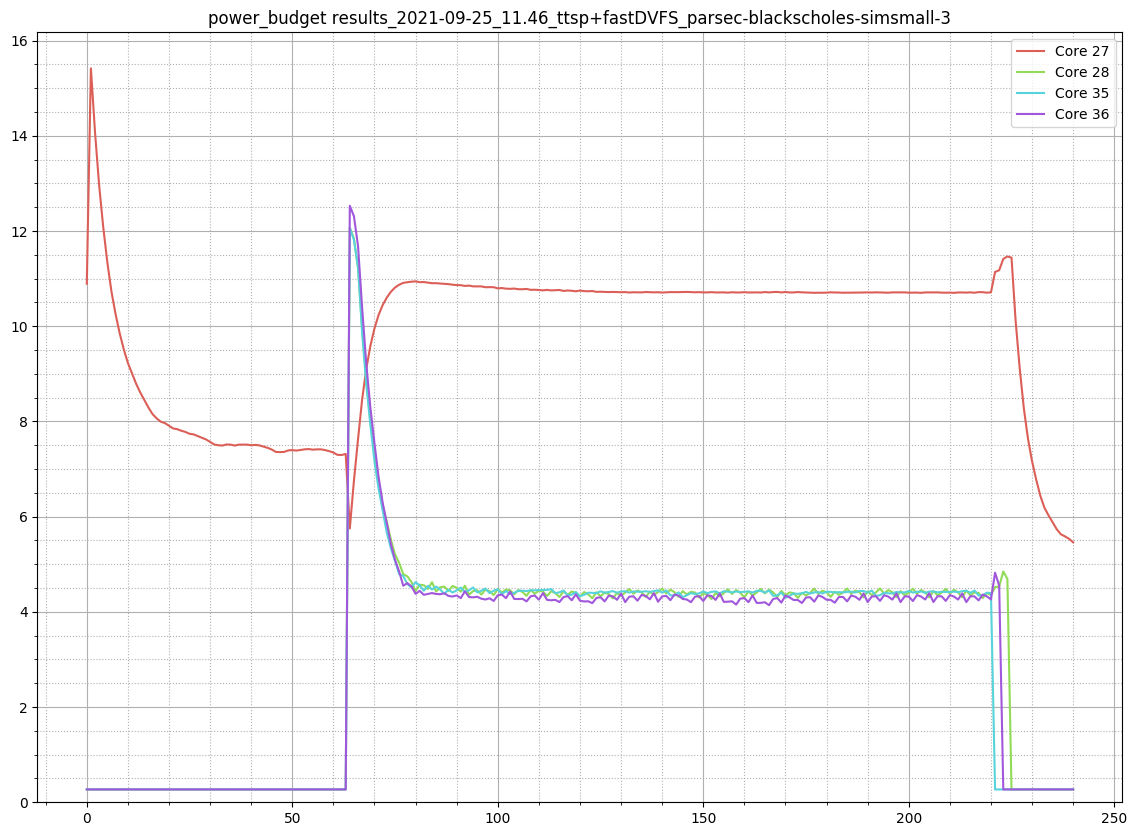 power_budget results_2021-09-25_11.46_ttsp+fastDVFS_parsec-blackscholes-simsmall-3
Core 27
Core 28
Core 35
Core 36
16
14
12
10
8
6
4
2
0
0 50 100 150 200 250